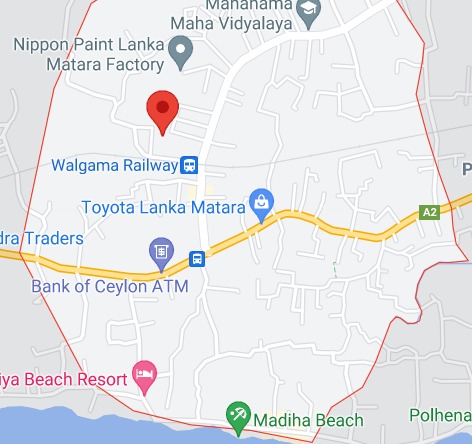 Mahanama
Maha Vidyalaya
Nippon Paint Lanka
Matara Factory
Walgama Railway
Toyota Lanka Matara
A2
P
dra Traders
Bank of Ceylon ATM
iya Beach Resort
Madiha Beach
Polhena